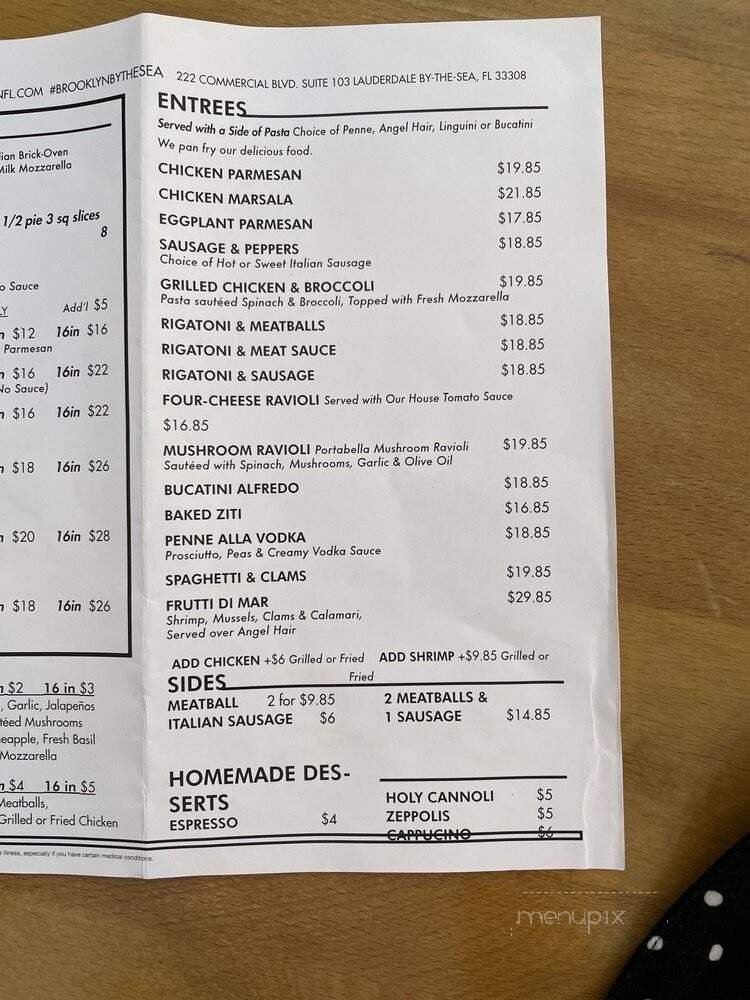 NFL.COM #BROOKLYNBYTHESEA 222 COMMERCIAL BLVD. SUITE 103 LAUDERDALE BY-THE-SEA, FL 33308
Brick-Oven
Milk Mozzarella
1/2 pie 3 sq slices
8
Sauce
Add'l $5
$12 16in $16
Parmesan
$16 16in $22
No Sauce)
$16 16in $22
$18 16in $26
$20 16in $28
$18 16in $26
$2 16 in $3
, Garlic, Jalapeños
Mushrooms
Fresh Basil
Mozzarella
$4 16 in $5
Meatballs,
Grilled or Fried Chicken
illness, especially if you have certain medical conditions.
ENTREES
Served with a Side of Pasta Choice of Penne, Angel Hair, Linguini or Bucatini
We pan fry our delicious food.
CHICKEN PARMESAN $19.85
CHICKEN MARSALA $21.85
EGGPLANT PARMESAN $17.85
SAUSAGE & PEPPERS $18.85
Choice of Hot or Sweet Italian Sausage
GRILLED CHICKEN & BROCCOLI $19.85
Pasta sautéed Spinach & Broccoli, Topped with Fresh Mozzarella
RIGATONI & MEATBALLS $18.85
RIGATONI & MEAT SAUCE $18.85
RIGATONI & SAUSAGE $18.85
FOUR-CHEESE RAVIOLI Served with Our House Tomato Sauce
$16.85
MUSHROOM RAVIOLI Portabella Mushroom Ravioli $19.85
Sautéed with Spinach, Mushrooms, Garlic & Olive Oil
BUCATINI ALFREDO $18.85
BAKED ZITI $16.85
PENNE ALLA VODKA $18.85
Prosciutto, Peas & Creamy Vodka Sauce
SPAGHETTI & CLAMS $19.85
FRUTTI DI MAR $29.85
Shrimp, Mussels, Clams & Calamari,
Served over Angel Hair
ADD CHICKEN +$6 Grilled or Fried ADD SHRIMP +$9.85 Grilled or
Fried
SIDES
MEATBALL 2 for $9.85 2 MEATBALLS &
ITALIAN SAUSAGE $6 1 SAUSAGE $14.85
HOMEMADE DES-
SERTS
HOLY CANNOLI $5
ZEPPOLIS $5
ESPRESSO $4
CAPPUCINO $6
menupix